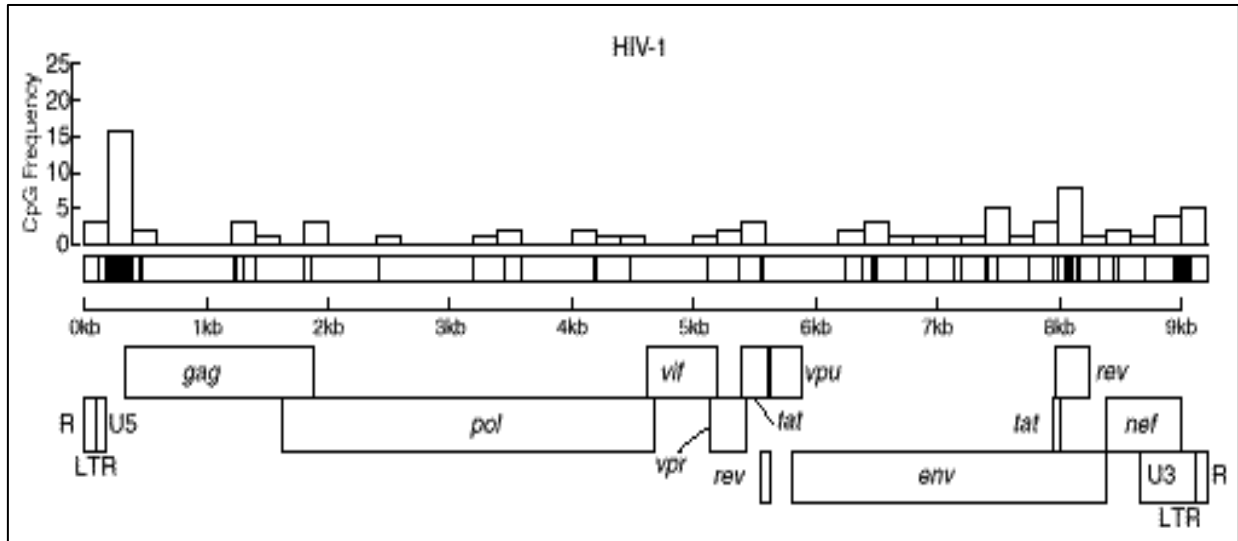 HIV-1
CpG Frequency
25
20
15
10
5
0
0kb 1kb 2kb 3kb 4kb 5kb 6kb 7kb 8kb 9kb
gag vif vpu rev
R U5 pol tat tat nef
LTR vpr rev env U3 R
LTR